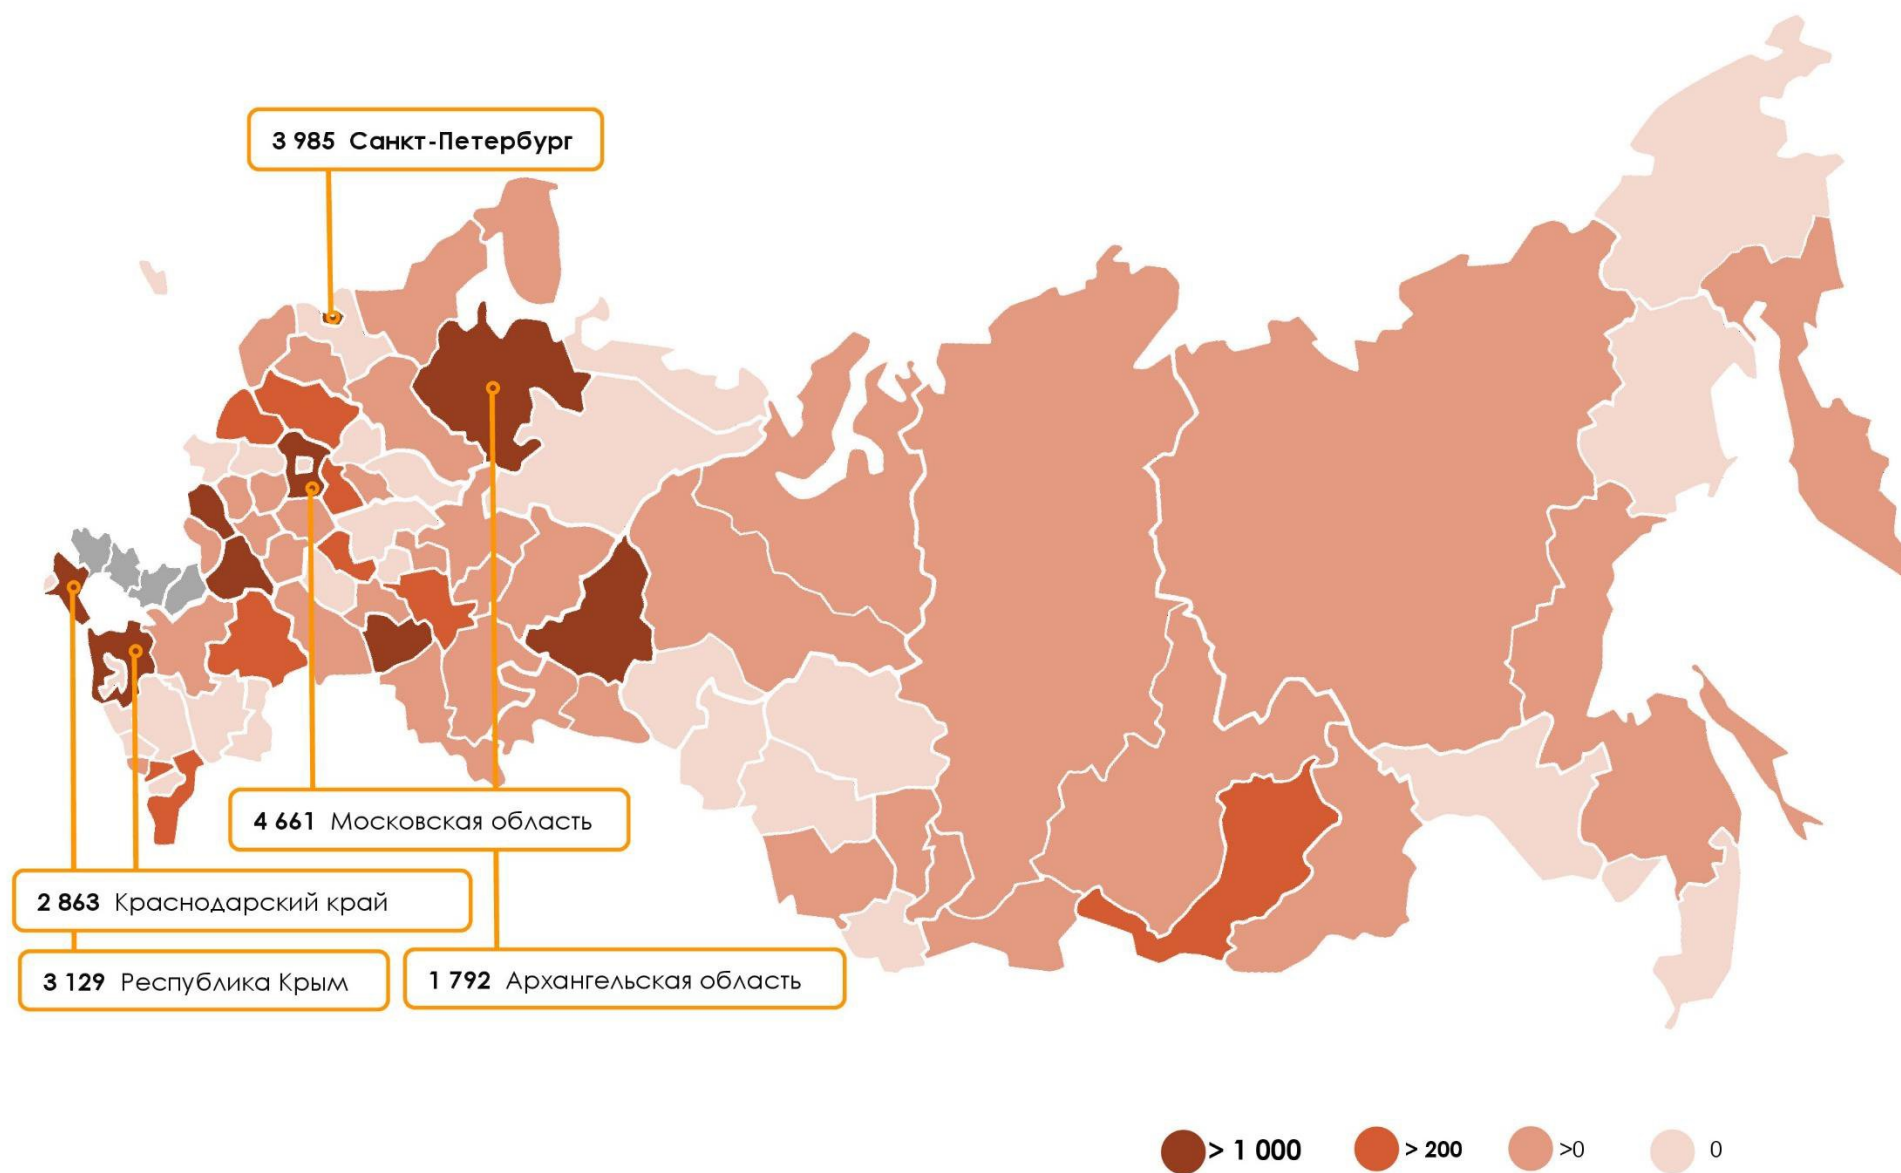 3 985 Санкт-Петербург
4 661 Московская область
2 863 Краснодарский край
3 129 Республика Крым
1 792 Архангельская область
> 1 000
> 200
>0
0